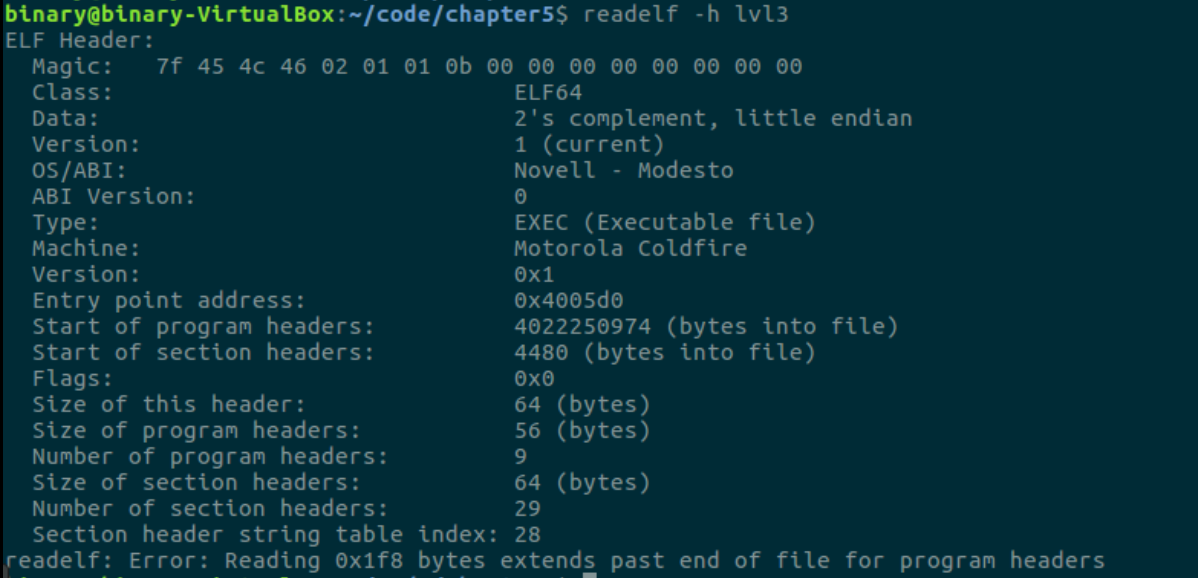 binary@binary-VirtualBox:~/code/chapter5$ readelf -h lvl3
ELF Header:
  Magic:   7f 45 4c 46 02 01 01 0b 00 00 00 00 00 00 00 00
  Class:                             ELF64
  Data:                              2's complement, little endian
  Version:                           1 (current)
  OS/ABI:                            Novell - Modesto
  ABI Version:                       0
  Type:                              EXEC (Executable file)
  Machine:                           Motorola Coldfire
  Version:                           0x1
  Entry point address:               0x4005d0
  Start of program headers:          4022250974 (bytes into file)
  Start of section headers:          4480 (bytes into file)
  Flags:                             0x0
  Size of this header:               64 (bytes)
  Size of program headers:           56 (bytes)
  Number of program headers:         9
  Size of section headers:           64 (bytes)
  Number of section headers:         29
  Section header string table index: 28
readelf: Error: Reading 0x1f8 bytes extends past end of file for program headers